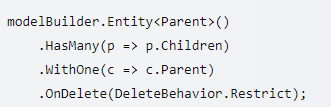 modelBuilder.Entity<Parent>()
.HasMany(p => p.Children)
.WithOne(c => c.Parent)
.OnDelete(DeleteBehavior.Restrict);